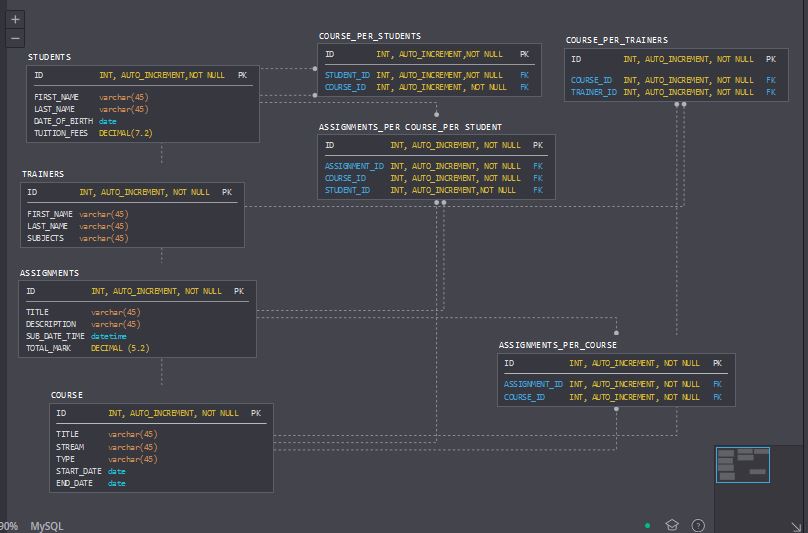 +
−
STUDENTS
ID INT, AUTO_INCREMENT,NOT NULL PK
FIRST_NAME varchar(45)
LAST_NAME varchar(45)
DATE_OF_BIRTH date
TUITION_FEES DECIMAL(7.2)
COURSE_PER_STUDENTS
ID INT, AUTO_INCREMENT,NOT NULL PK
STUDENT_ID INT, AUTO_INCREMENT,NOT NULL FK
COURSE_ID INT, AUTO_INCREMENT, NOT NULL FK
COURSE_PER_TRAINERS
ID INT, AUTO_INCREMENT, NOT NULL PK
COURSE_ID INT, AUTO_INCREMENT, NOT NULL FK
TRAINER_ID INT, AUTO_INCREMENT, NOT NULL FK
ASSIGNMENTS_PER COURSE_PER STUDENT
ID INT, AUTO_INCREMENT, NOT NULL PK
ASSIGNMENT_ID INT, AUTO_INCREMENT, NOT NULL FK
COURSE_ID INT, AUTO_INCREMENT, NOT NULL FK
STUDENT_ID INT, AUTO_INCREMENT,NOT NULL FK
TRAINERS
ID INT, AUTO_INCREMENT, NOT NULL PK
FIRST_NAME varchar(45)
LAST_NAME varchar(45)
SUBJECTS varchar(45)
ASSIGNMENTS
ID INT, AUTO_INCREMENT, NOT NULL PK
TITLE varchar(45)
DESCRIPTION varchar(45)
SUB_DATE_TIME datetime
TOTAL_MARK DECIMAL (5.2)
ASSIGNMENTS_PER_COURSE
ID INT, AUTO_INCREMENT, NOT NULL PK
ASSIGNMENT_ID INT, AUTO_INCREMENT, NOT NULL FK
COURSE_ID INT, AUTO_INCREMENT, NOT NULL FK
COURSE
ID INT, AUTO_INCREMENT, NOT NULL PK
TITLE varchar(45)
STREAM varchar(45)
TYPE varchar(45)
START_DATE date
END_DATE date
90% MySQL
?